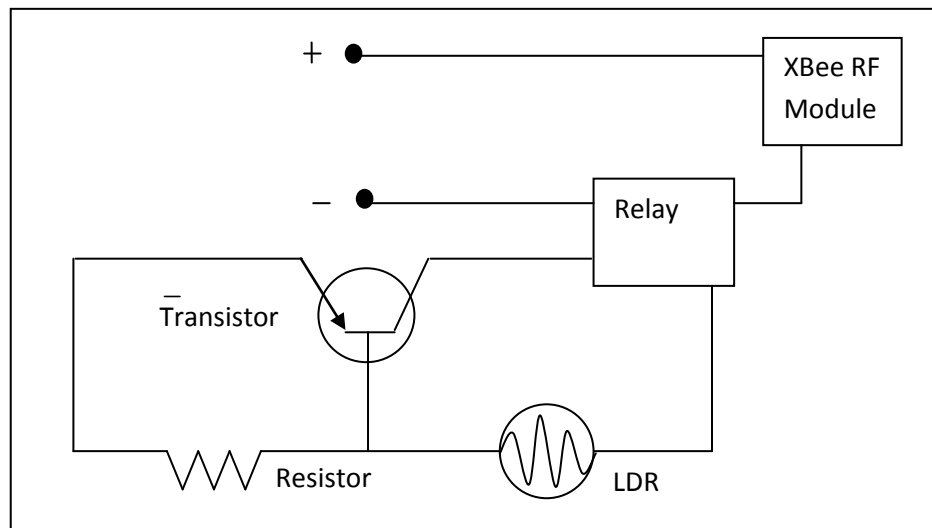 +
XBee RF
Module
–
Relay
–
Transistor
Resistor
LDR